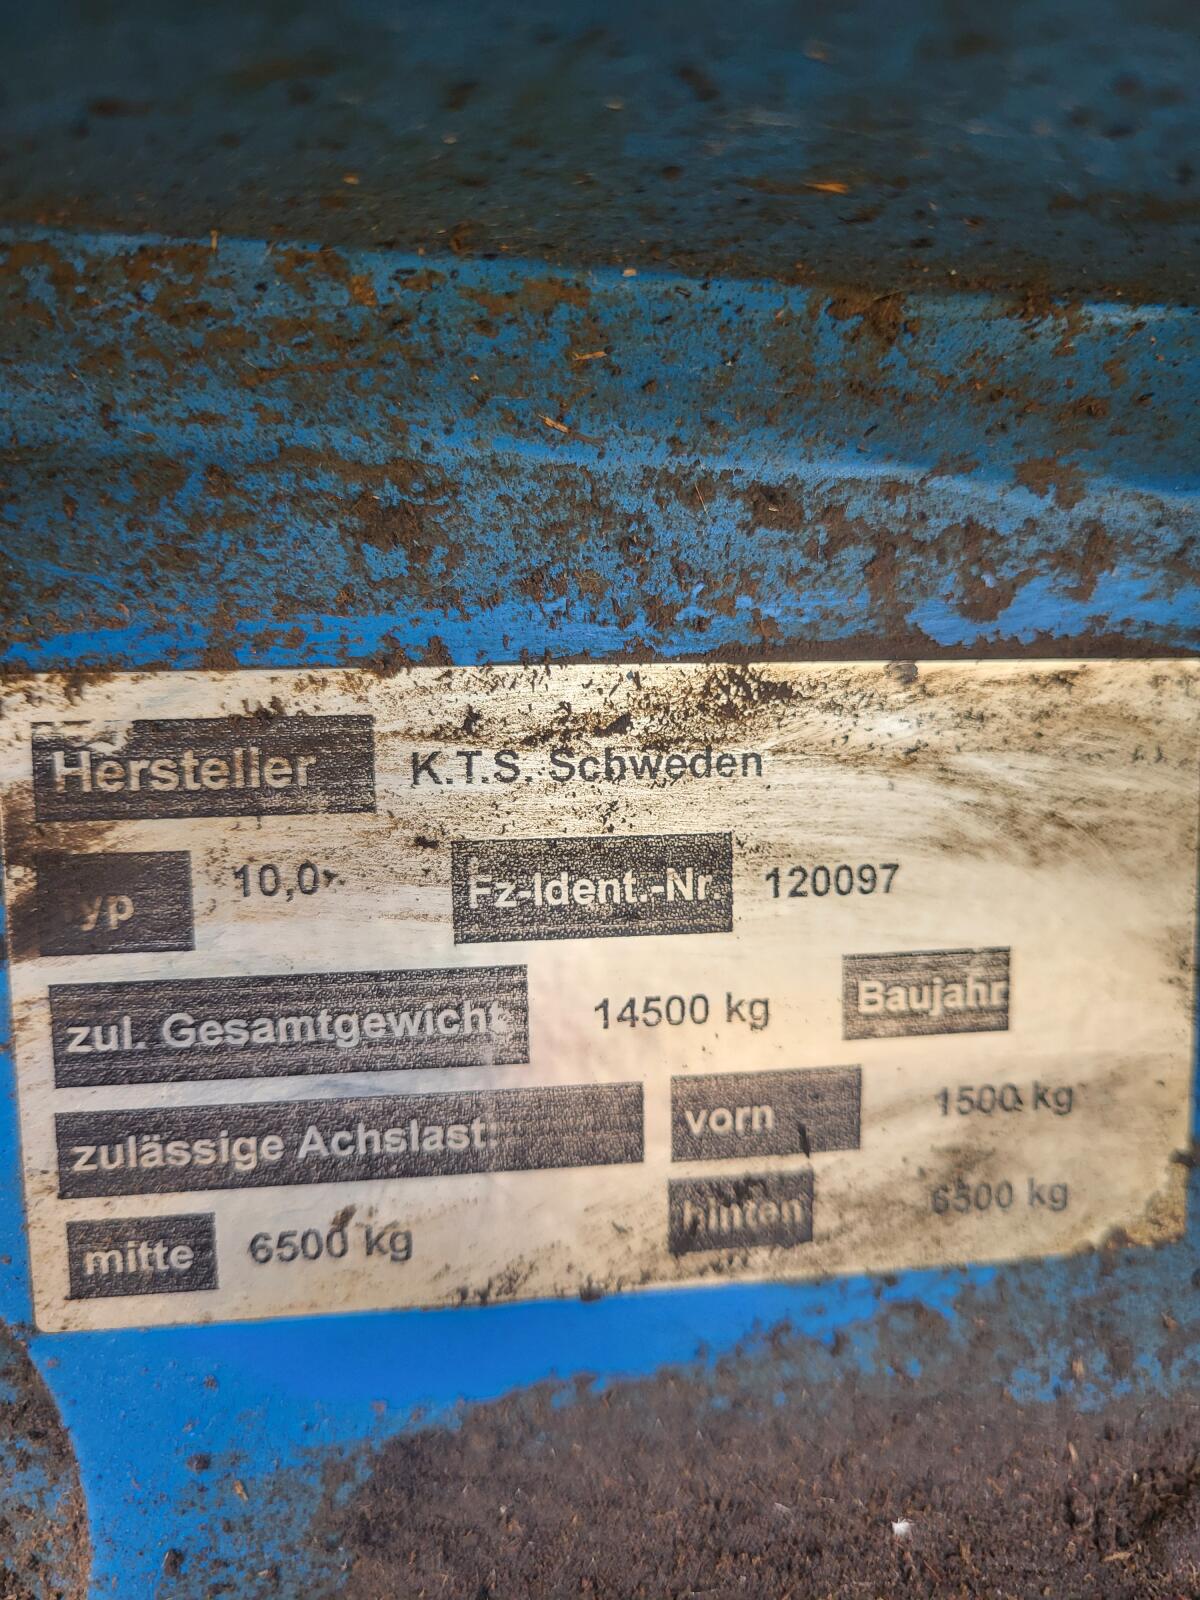 Hersteller K.T.S. Schweden
Typ 10,0 Fz-Ident.-Nr. 120097
zul. Gesamtgewicht 14500 kg Baujahr
zulässige Achslast: vorn 1500 kg
mitte 6500 kg hinten 6500 kg